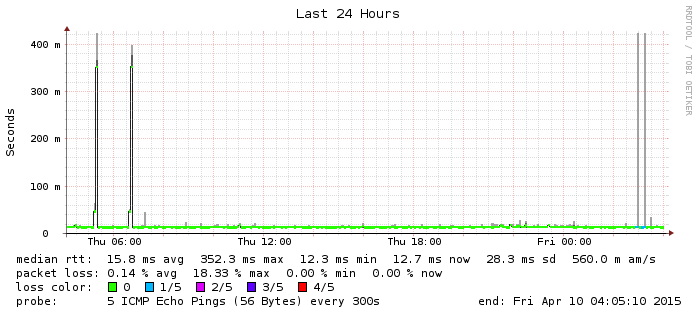 Last 24 Hours
RRDTOOL / TOBI OETIKER
Seconds
400 m
300 m
200 m
100 m
0
Thu 06:00 Thu 12:00 Thu 18:00 Fri 00:00
median rtt: 15.8 ms avg 352.3 ms max 12.3 ms min 12.7 ms now 28.3 ms sd 560.0 m am/s
packet loss: 0.14 % avg 18.33 % max 0.00 % min 0.00 % now
loss color: 0 1/5 2/5 3/5 4/5
probe: 5 ICMP Echo Pings (56 Bytes) every 300s end: Fri Apr 10 04:05:10 2015